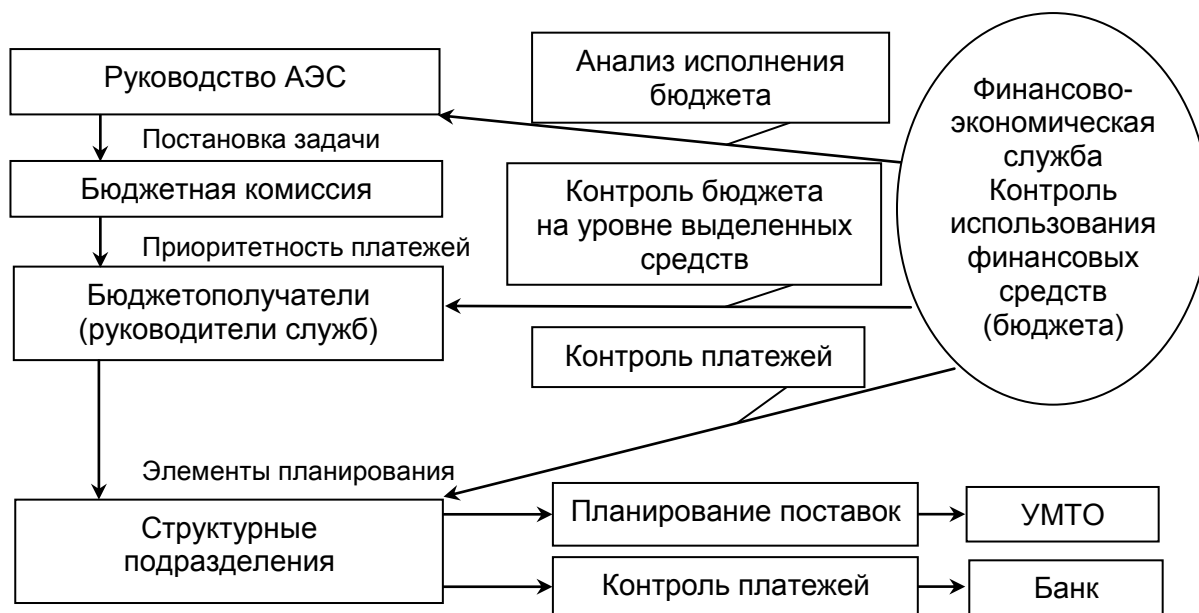 Руководство АЭС
Анализ исполнения
бюджета
Финансово-
экономическая
служба
Контроль
использования
финансовых
средств
(бюджета)
Постановка задачи
Бюджетная комиссия
Контроль бюджета
на уровне выделенных
средств
Приоритетность платежей
Бюджетополучатели
(руководители служб)
Контроль платежей
Элементы планирования
Структурные
подразделения
Планирование поставок
УМТО
Контроль платежей
Банк